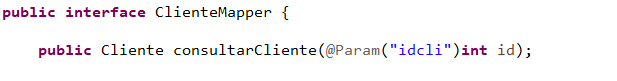 public interface ClienteMapper {
public Cliente consultarCliente(@Param("idcli")int id);